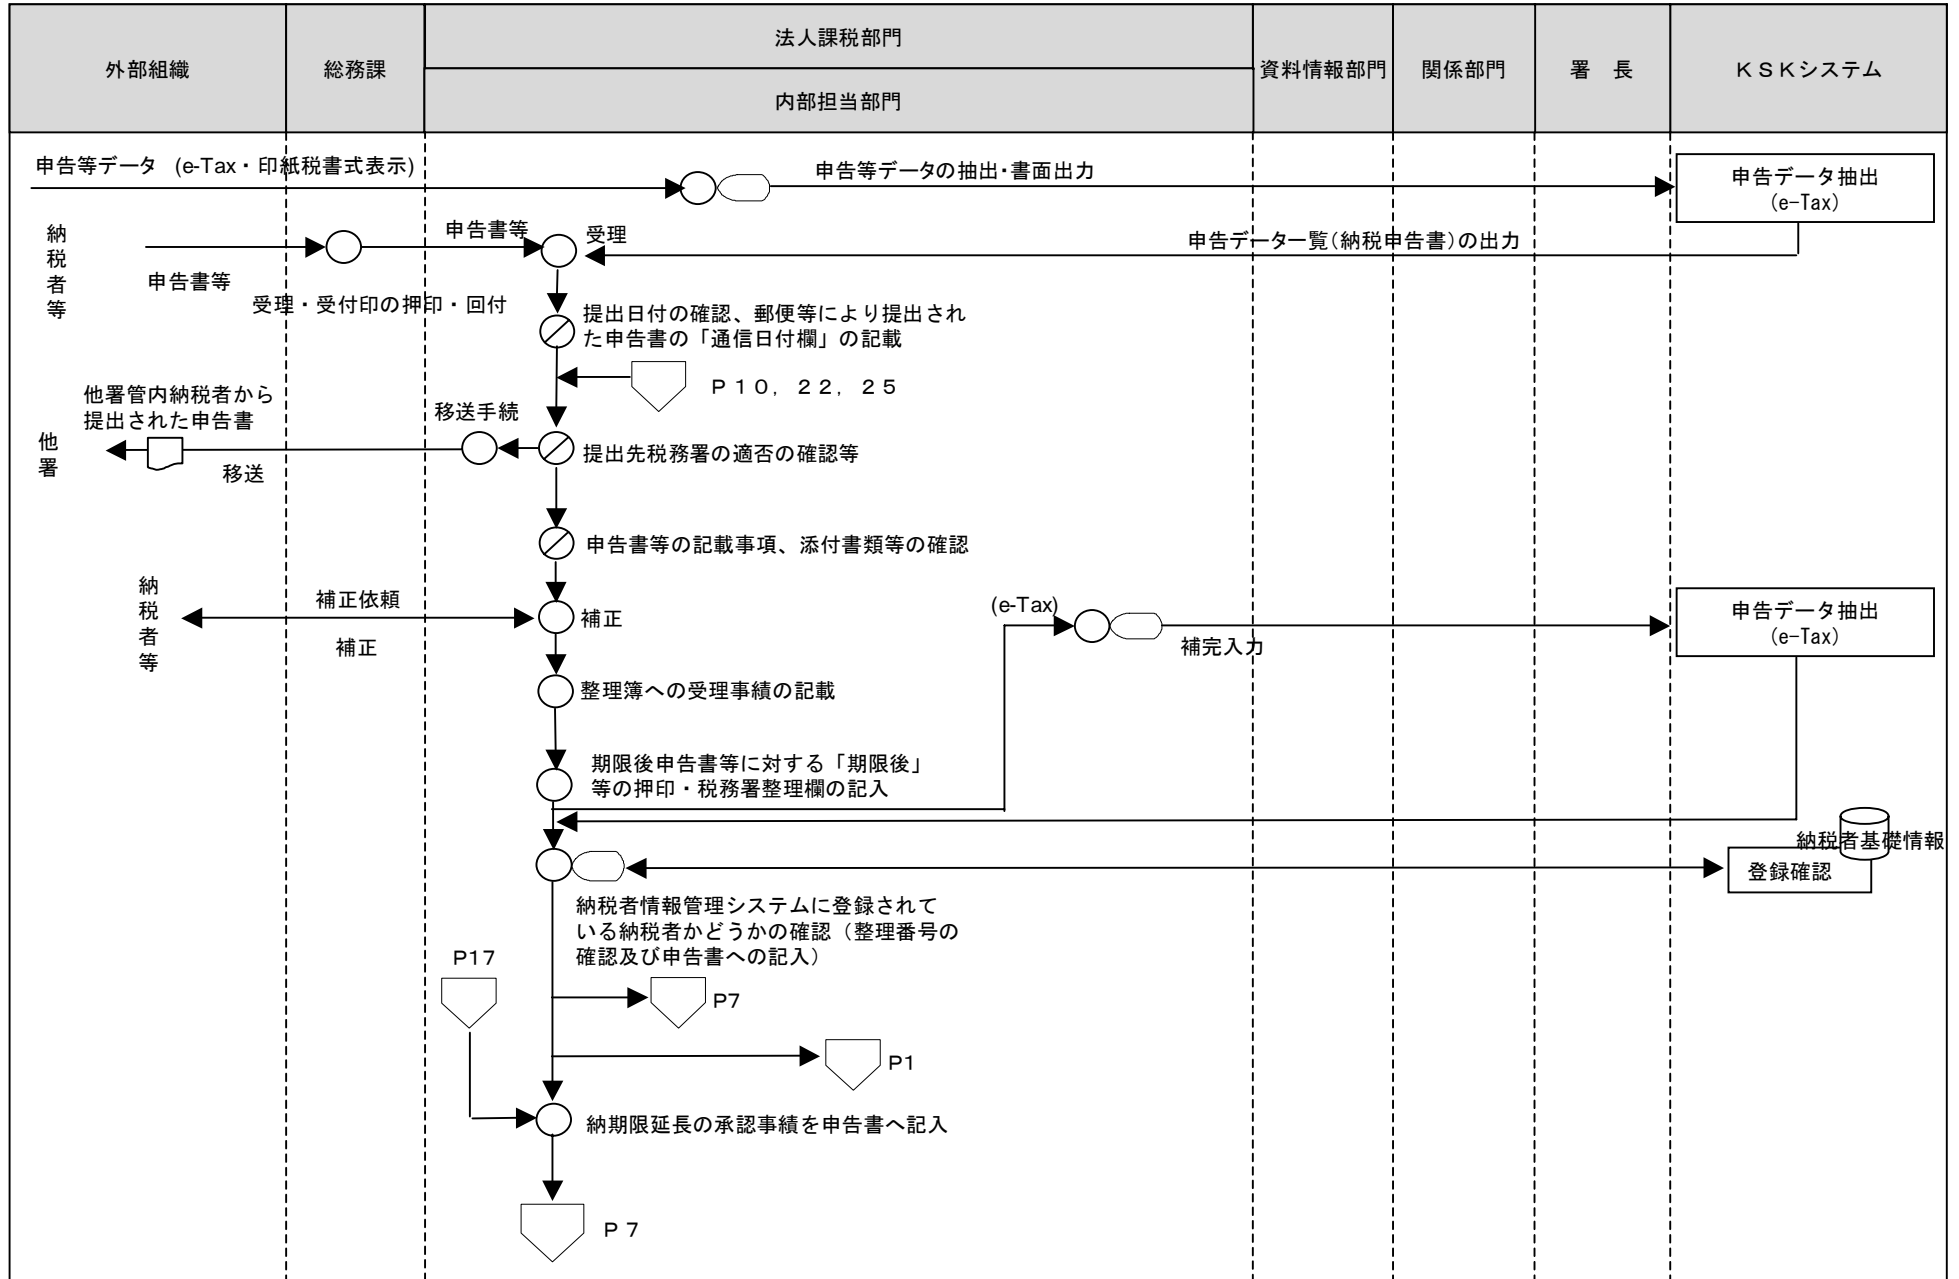 外部組織
総務課
法人課税部門
内部担当部門
資料情報部門
関係部門
署　長
ＫＳＫシステム
申告等データ　(e-Tax・印紙税書式表示)
申告等データの抽出・書面出力
申告データ抽出
(e-Tax)
納税者等
申告書等
申告書等
受理
申告データ一覧(納税申告書)の出力
受理・受付印の押印・回付
提出日付の確認、郵便等により提出され
た申告書の「通信日付欄」の記載
Ｐ１０，２２，２５
他署管内納税者から
提出された申告書
移送手続
他署
移送
提出先税務署の適否の確認等
申告書等の記載事項、添付書類等の確認
納税者等
補正依頼
補正
補正
(e-Tax)
補完入力
申告データ抽出
(e-Tax)
整理簿への受理事績の記載
期限後申告書等に対する「期限後」
等の押印・税務署整理欄の記入
納税者基礎情報
登録確認
納税者情報管理システムに登録されて
いる納税者かどうかの確認（整理番号の
確認及び申告書への記入）
P17
P7
P1
納期限延長の承認事績を申告書へ記入
Ｐ７